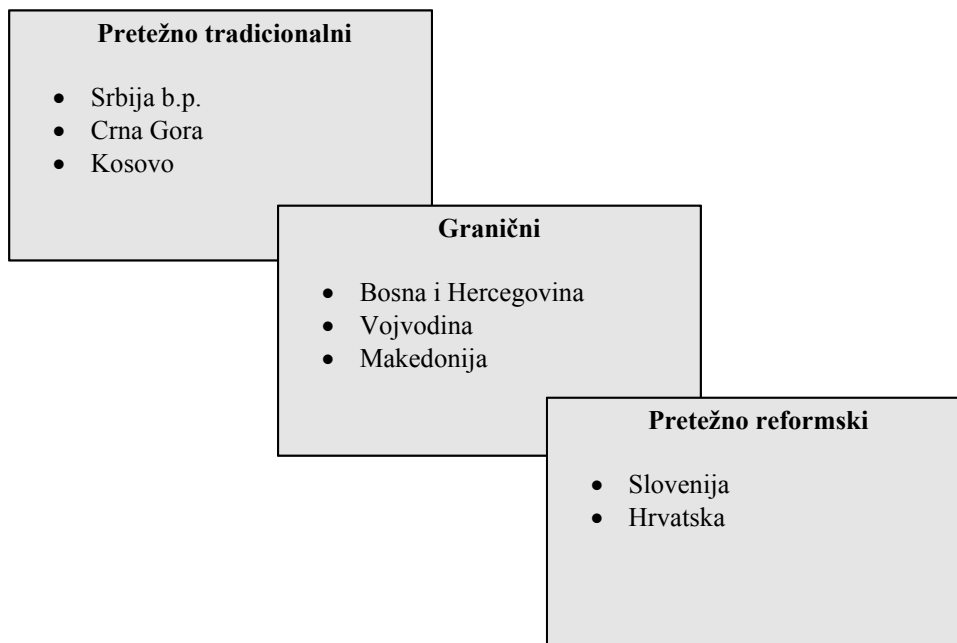 Pretežno tradicionalni
• Srbija b.p.
• Crna Gora
• Kosovo
Granični
• Bosna i Hercegovina
• Vojvodina
• Makedonija
Pretežno reformski
• Slovenija
• Hrvatska